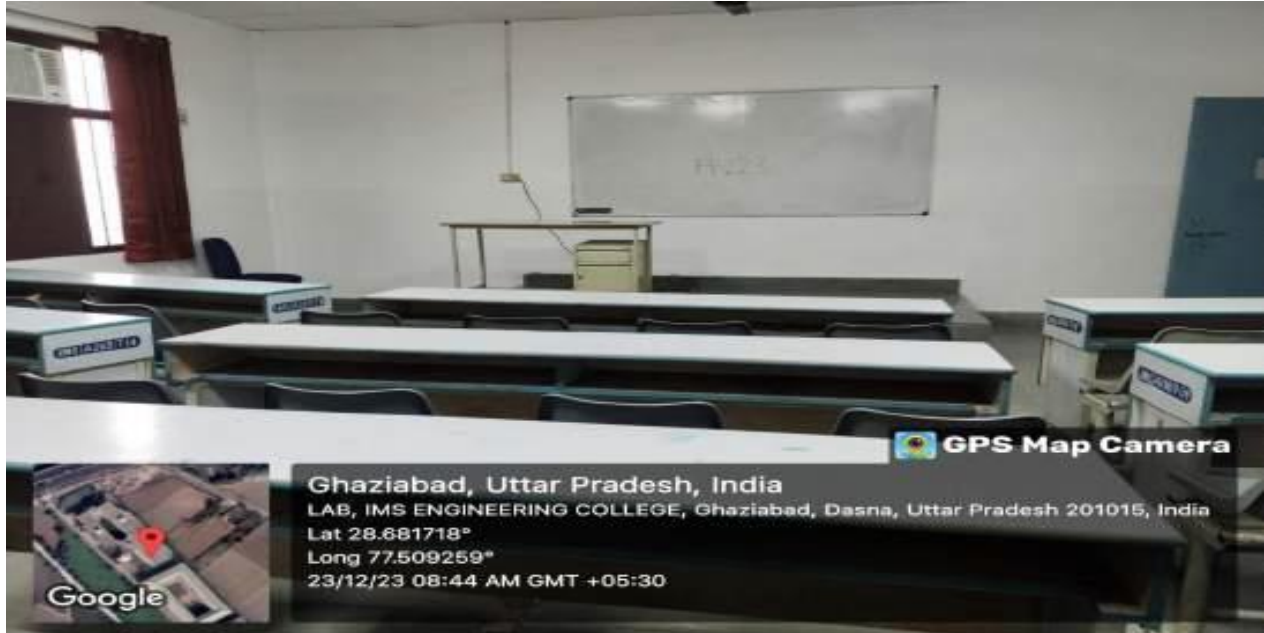 GPS Map Camera
Ghaziabad, Uttar Pradesh, India
LAB, IMS ENGINEERING COLLEGE, Ghaziabad, Dasna, Uttar Pradesh 201015, India
Lat 28.681718°
Long 77.509259°
23/12/23 08:44 AM GMT +05:30
Google